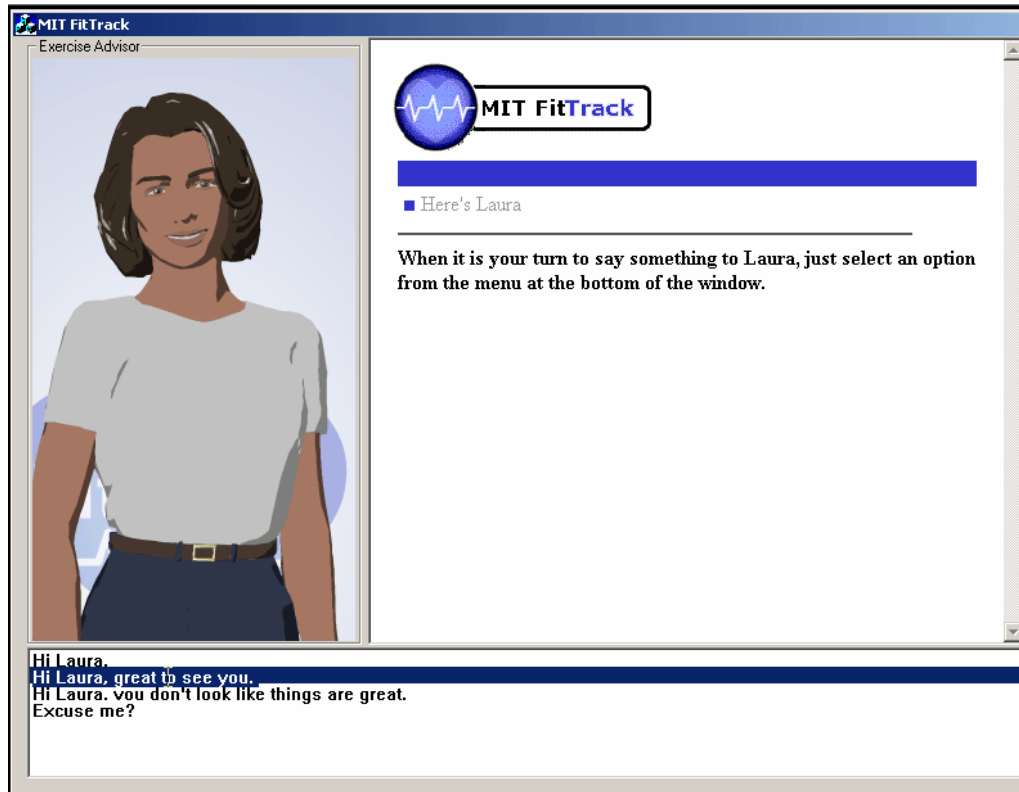 MIT FitTrack
Exercise Advisor
MIT FitTrack
Here's Laura
When it is your turn to say something to Laura, just select an option
from the menu at the bottom of the window.
Hi Laura.
Hi Laura, great to see you.
Hi Laura. you don't look like things are great.
Excuse me?